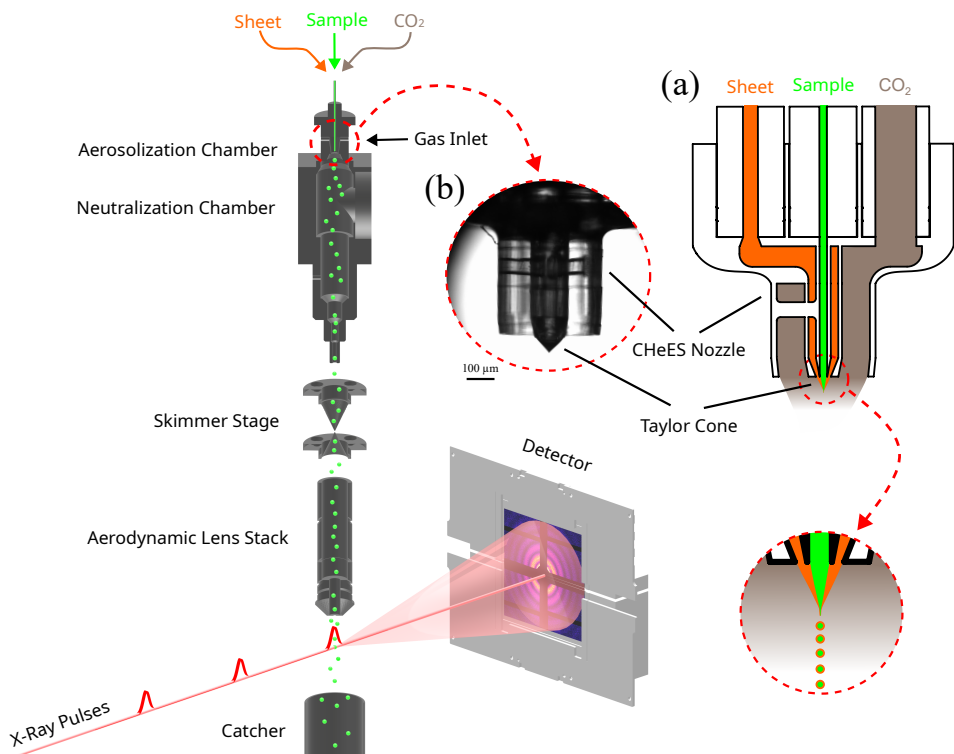 Sheet
Sample
CO₂
Aerosolization Chamber
Gas Inlet
Neutralization Chamber
Skimmer Stage
Aerodynamic Lens Stack
Detector
X-Ray Pulses
Catcher
(a)
Sheet
Sample
CO₂
(b)
CHeES Nozzle
100 µm
Taylor Cone